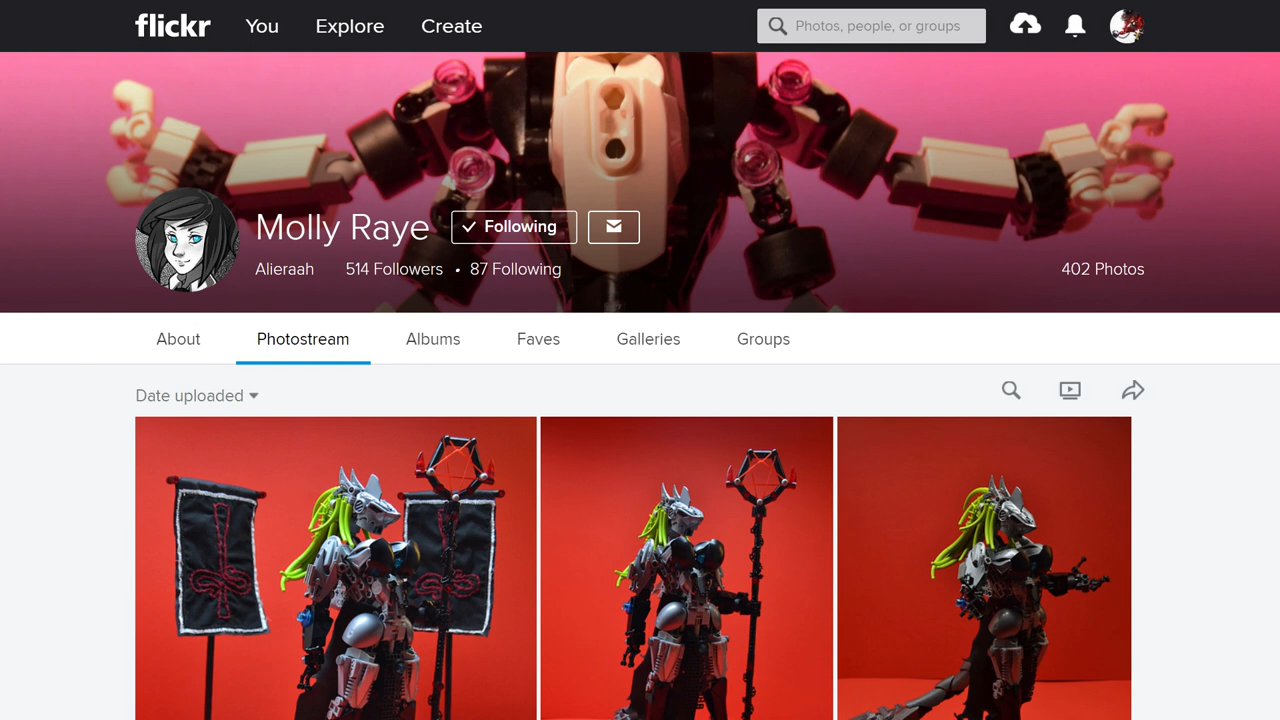 flickr You Explore Create Photos, people, or groups
Molly Raye Following
Alieraah 514 Followers • 87 Following 402 Photos
About Photostream Albums Faves Galleries Groups
Date uploaded